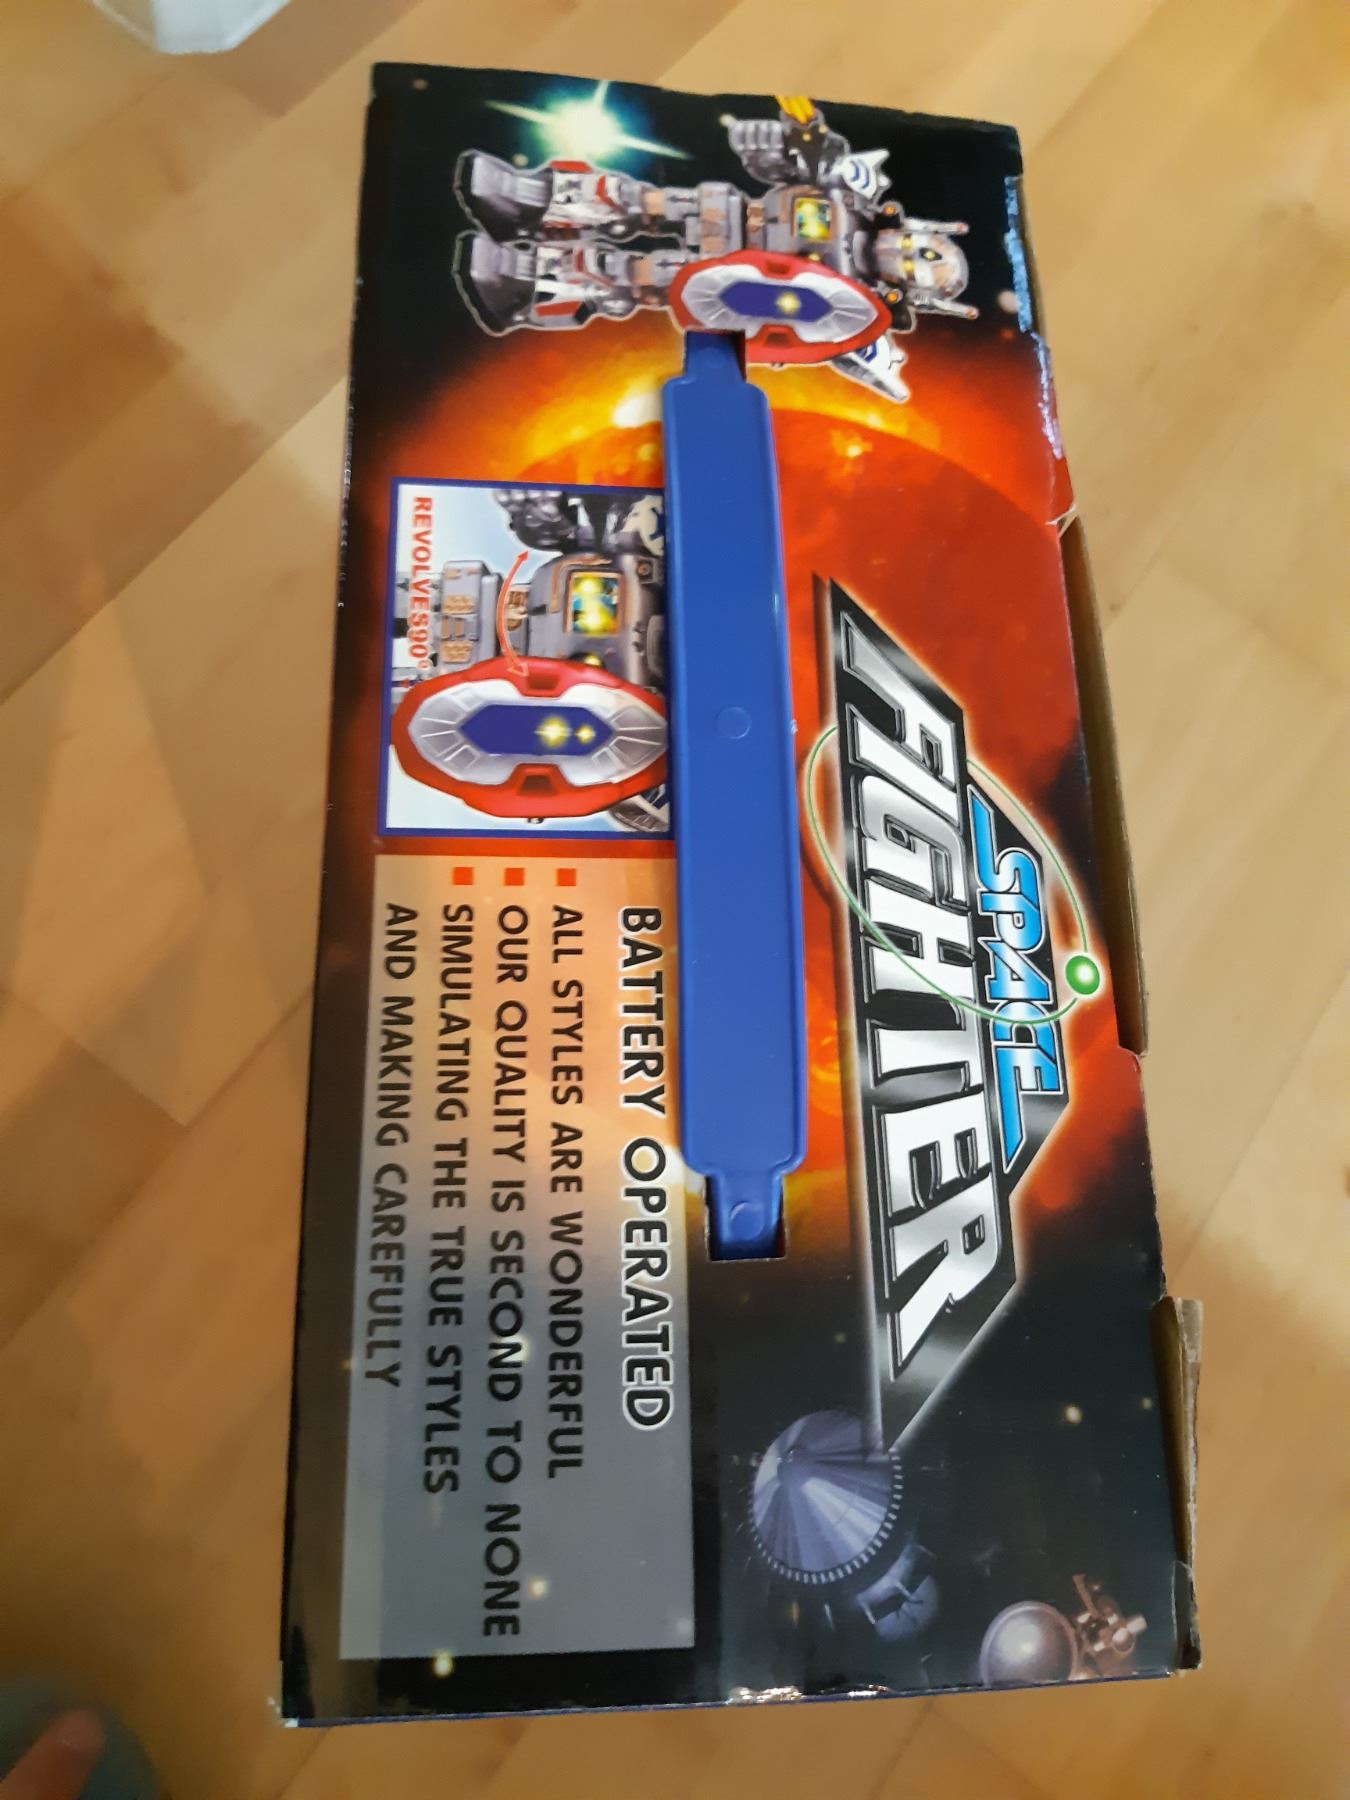 SPACE
FIGHTER
REVOLVES90°
BATTERY OPERATED
ALL STYLES ARE WONDERFUL
OUR QUALITY IS SECOND TO NONE
SIMULATING THE TRUE STYLES
AND MAKING CAREFULLY